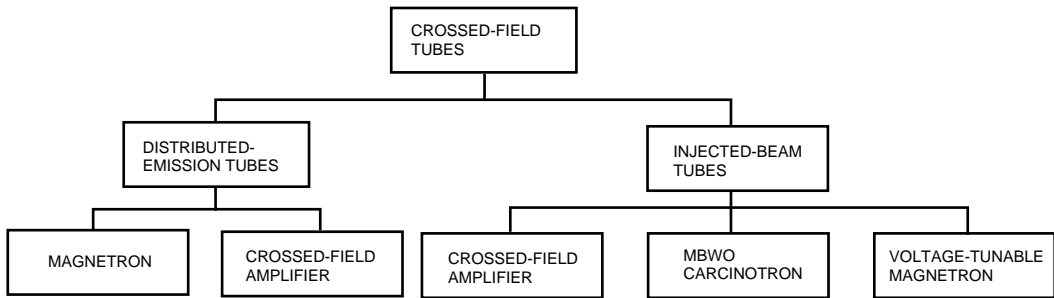 CROSSED-FIELD
TUBES
DISTRIBUTED-
EMISSION TUBES
INJECTED-BEAM
TUBES
MAGNETRON
CROSSED-FIELD
AMPLIFIER
CROSSED-FIELD
AMPLIFIER
MBWO
CARCINOTRON
VOLTAGE-TUNABLE
MAGNETRON